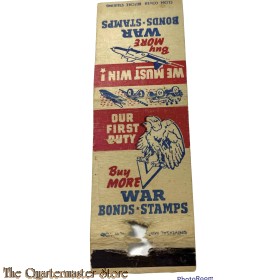 BONDS-STAMPS
WAR
Buy
MORE
WE MUST WIN!
OUR
FIRST
DUTY
Buy
MORE
WAR
BONDS-STAMPS
The Quartermaster Store
PhotoRoom